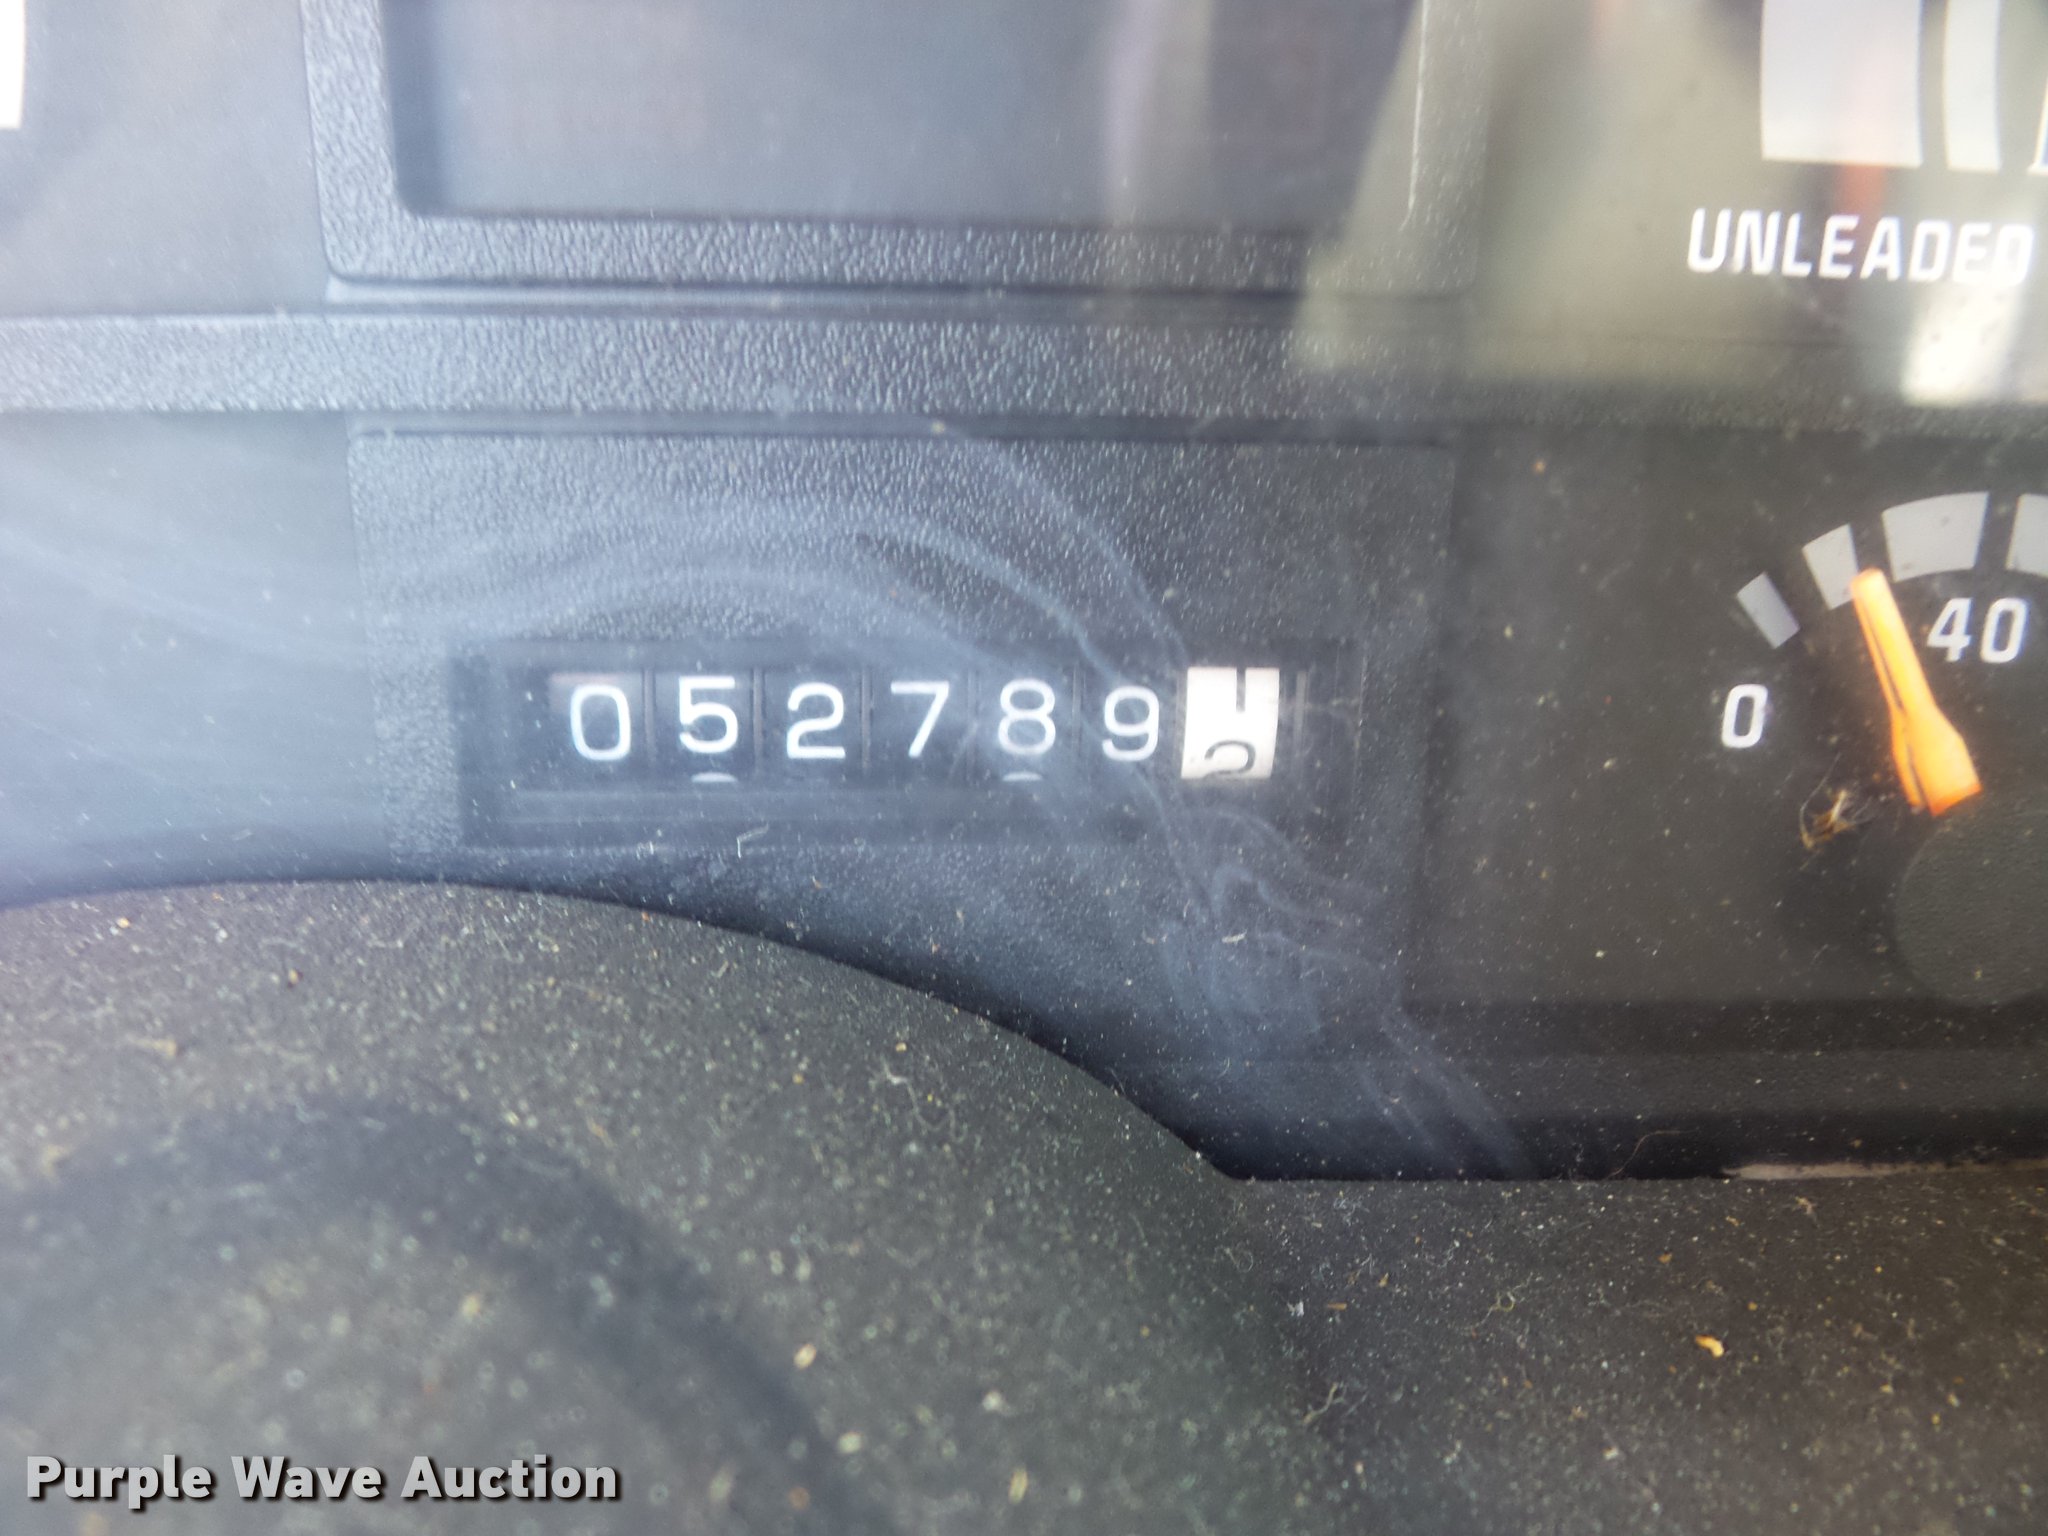 UNLEADED
40
052789
0
Purple Wave Auction